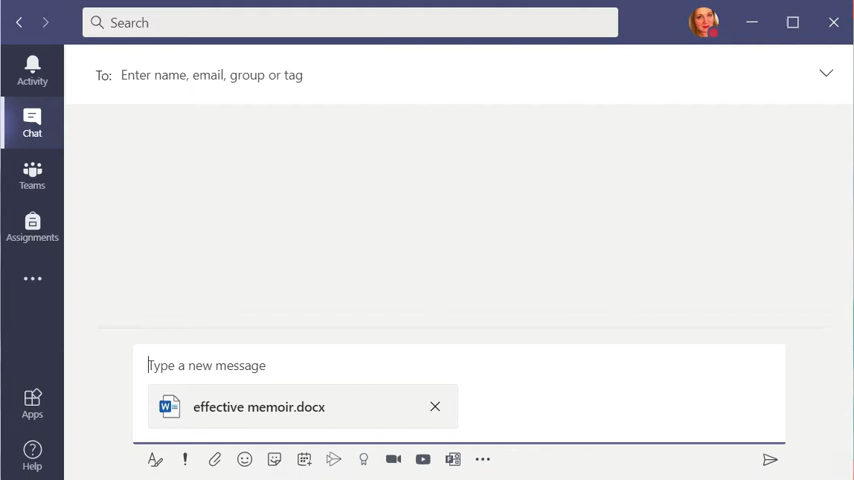 Search
Activity
To: Enter name, email, group or tag
Chat
Teams
Assignments
Type a new message
effective memoir.docx
Apps
Help